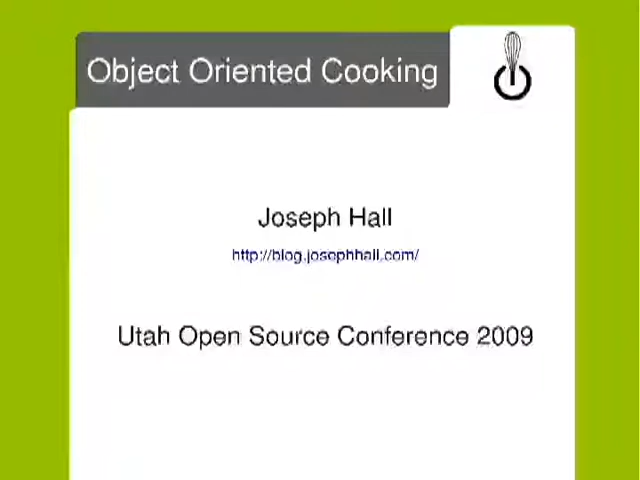 Object Oriented Cooking
Joseph Hall
http://blog.josephhall.com/
Utah Open Source Conference 2009